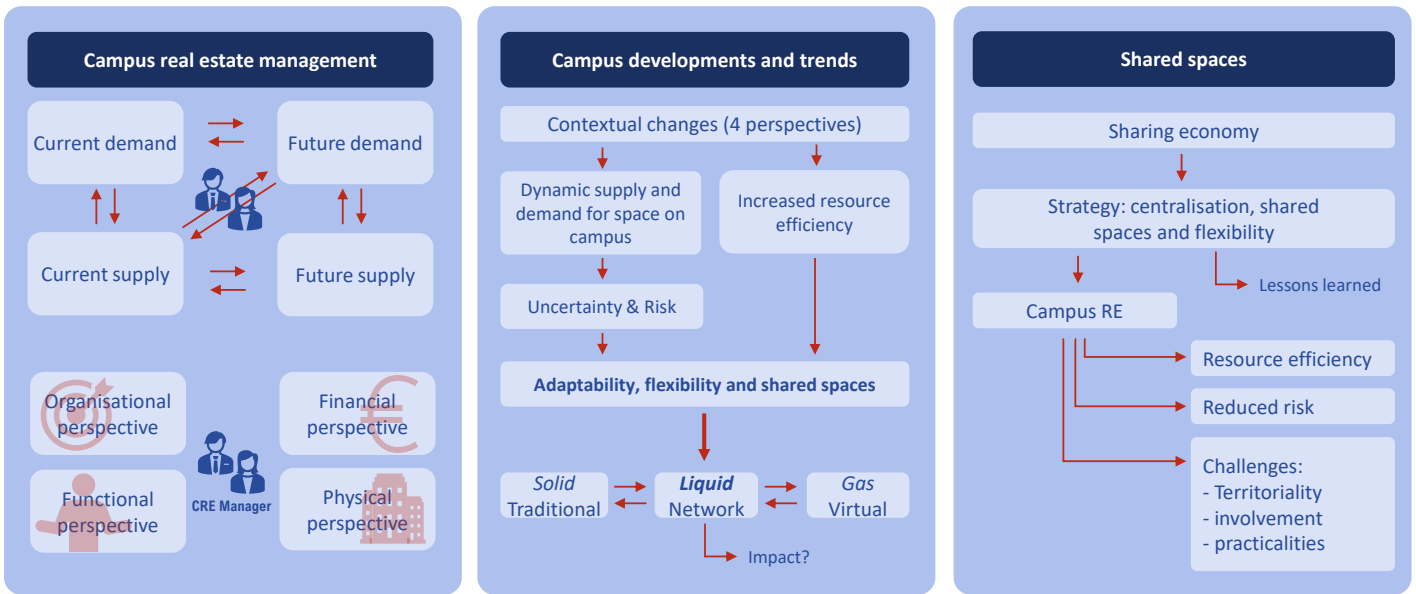 Campus real estate management
Current demand
Future demand
Current supply
Future supply
Organisational
perspective
Financial
perspective
Functional
perspective
Physical
perspective
CRE Manager
Campus developments and trends
Contextual changes (4 perspectives)
Dynamic supply and
demand for space on
campus
Increased resource
efficiency
Uncertainty & Risk
Adaptability, flexibility and shared spaces
Solid
Traditional
Liquid
Network
Gas
Virtual
Impact?
Shared spaces
Sharing economy
Strategy: centralisation, shared
spaces and flexibility
Lessons learned
Campus RE
Resource efficiency
Reduced risk
Challenges:
- Territoriality
- involvement
- practicalities